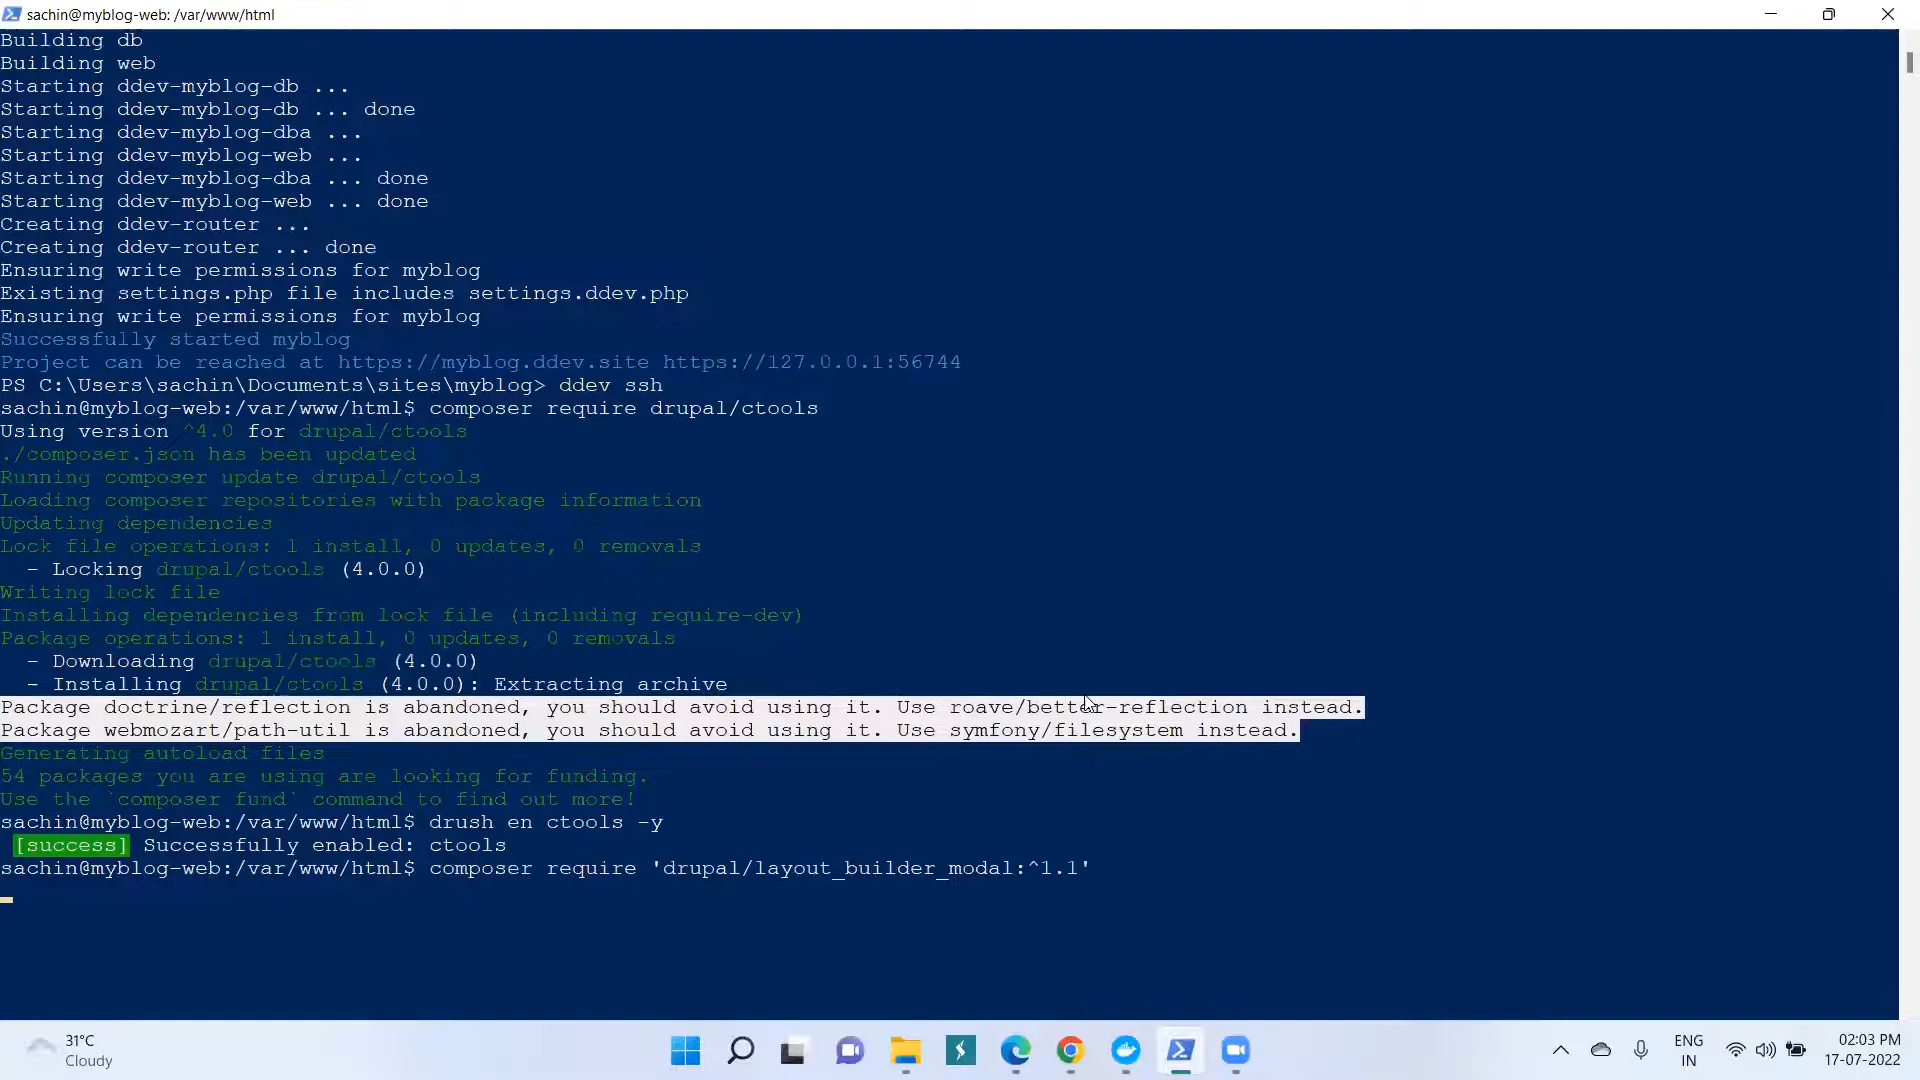 sachin@myblog-web: /var/www/html
Building db
Building web
Starting ddev-myblog-db ...
Starting ddev-myblog-db ... done
Starting ddev-myblog-dba ...
Starting ddev-myblog-web ...
Starting ddev-myblog-dba ... done
Starting ddev-myblog-web ... done
Creating ddev-router ...
Creating ddev-router ... done
Ensuring write permissions for myblog
Existing settings.php file includes settings.ddev.php
Ensuring write permissions for myblog
Successfully started myblog
Project can be reached at https://myblog.ddev.site https://127.0.0.1:56744
PS C:\Users\sachin\Documents\sites\myblog> ddev ssh
sachin@myblog-web:/var/www/html$ composer require drupal/ctools
Using version ^4.0 for drupal/ctools
./composer.json has been updated
Running composer update drupal/ctools
Loading composer repositories with package information
Updating dependencies
Lock file operations: 1 install, 0 updates, 0 removals
  - Locking drupal/ctools (4.0.0)
Writing lock file
Installing dependencies from lock file (including require-dev)
Package operations: 1 install, 0 updates, 0 removals
  - Downloading drupal/ctools (4.0.0)
  - Installing drupal/ctools (4.0.0): Extracting archive
Package doctrine/reflection is abandoned, you should avoid using it. Use roave/better-reflection instead.
Package webmozart/path-util is abandoned, you should avoid using it. Use symfony/filesystem instead.
Generating autoload files
54 packages you are using are looking for funding.
Use the `composer fund` command to find out more!
sachin@myblog-web:/var/www/html$ drush en ctools -y
 [success] Successfully enabled: ctools
sachin@myblog-web:/var/www/html$ composer require 'drupal/layout_builder_modal:^1.1'
31°C
Cloudy
ENG
IN
02:03 PM
17-07-2022